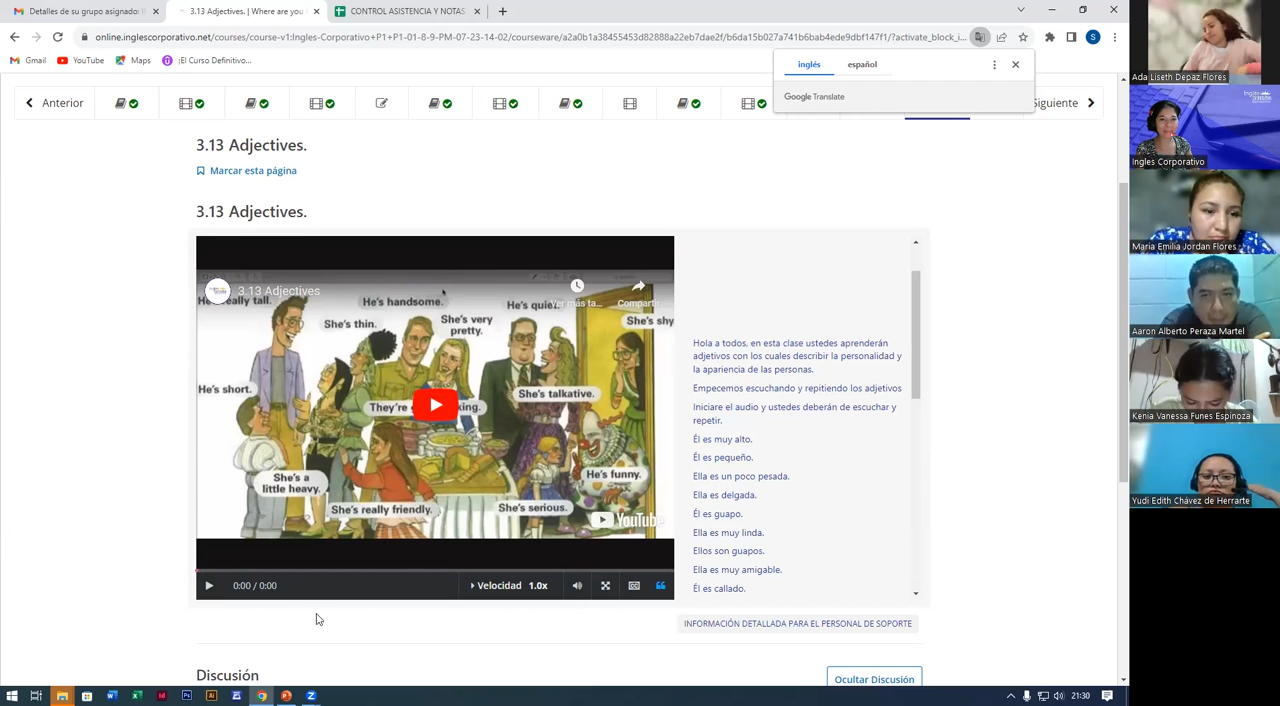 Detalles de su grupo asignado
3.13 Adjectives. | Where are you
CONTROL ASISTENCIA Y NOTAS
online.inglescorporativo.net/courses/course-v1:Ingles-Corporativo+P1+P1-01-8-9-PM-07-23-14-02/courseware/a2a0b1a38455453d82888a22eb7dae2f/b6da15b027a741b6bab4ede9dbf147f1/?activate_block_i...
S
Gmail
YouTube
Maps
¡El Curso Definitivo...
inglés
español
Google Translate
Anterior
Siguiente
3.13 Adjectives.
Marcar esta página
3.13 Adjectives.
3.13 Adjectives
Ver más ta...
Compartir
really tall.
He's handsome.
He's quie
She's thin.
She's very
pretty.
She's shy
He's short.
They're
king.
She's talkative.
She's a
little heavy.
He's funny.
She's really friendly.
She's serious.
YouTube
0:00 / 0:00
Velocidad 1.0x
Hola a todos, en esta clase ustedes aprenderán
adjetivos con los cuales describir la personalidad y
la apariencia de las personas.
Empecemos escuchando y repitiendo los adjetivos
Iniciare el audio y ustedes deberán de escuchar y
repetir.
Él es muy alto.
Él es pequeño.
Ella es un poco pesada.
Ella es delgada.
Él es guapo.
Ella es muy linda.
Ellos son guapos.
Ella es muy amigable.
Él es callado.
INFORMACIÓN DETALLADA PARA EL PERSONAL DE SOPORTE
Discusión
Ocultar Discusión
21:30
Ada Liseth Depaz Flores
Ingles Corporativo
Maria Emilia Jordan Flores
Aaron Alberto Peraza Martel
Kenia Vanessa Funes Espinoza
Yudi Edith Chávez de Herrarte